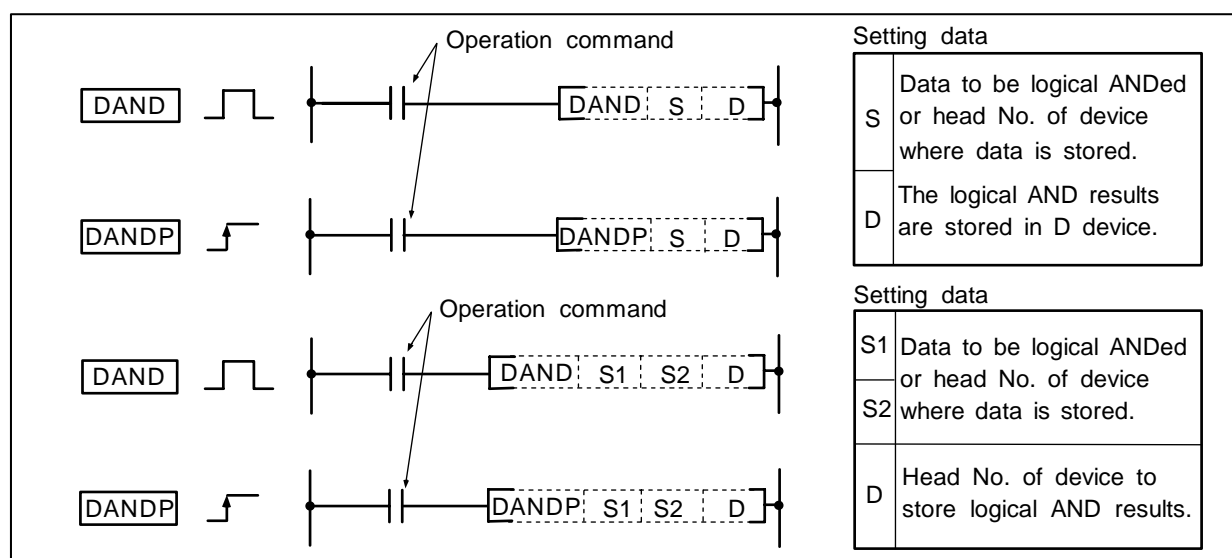 Operation command
Setting data
DAND
DAND S D
S
Data to be logical ANDed
or head No. of device
where data is stored.
D
The logical AND results
are stored in D device.
DANDP
DANDP S D
Operation command
Setting data
DAND
DAND S1 S2 D
S1
S2
Data to be logical ANDed
or head No. of device
where data is stored.
DANDP
DANDP S1 S2 D
D
Head No. of device to
store logical AND results.